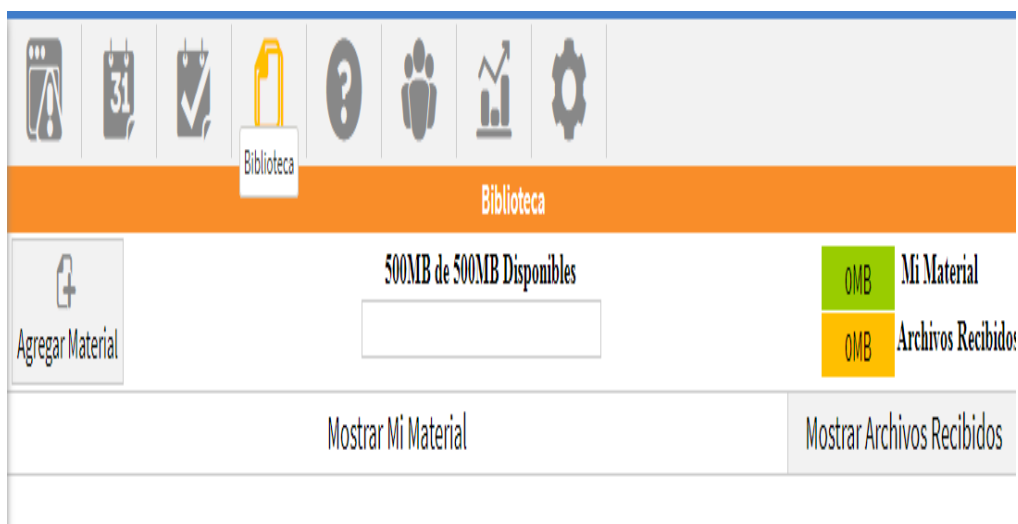 31
?
Biblioteca
Biblioteca
500MB de 500MB Disponibles
0MB Mi Material
Agregar Material
0MB Archivos Recibidos
Mostrar Mi Material
Mostrar Archivos Recibidos